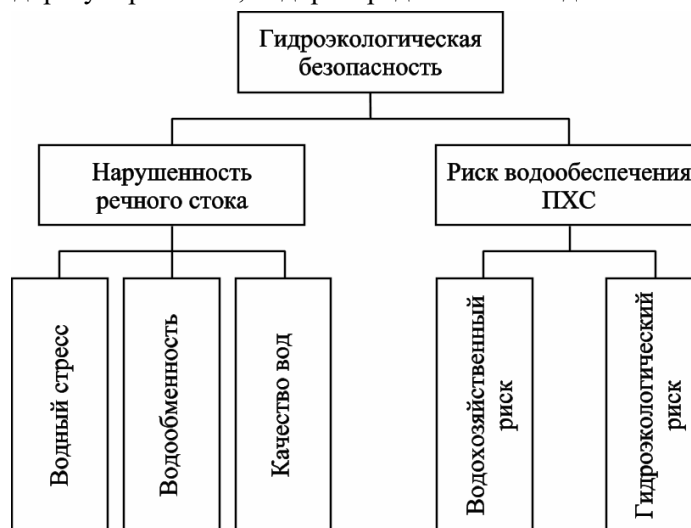 Гидроэкологическая
безопасность
Нарушенность
речного стока
Риск водообеспечения
ПХС
Водный стресс
Водообменность
Качество вод
Водохозяйственный
риск
Гидроэкологический
риск